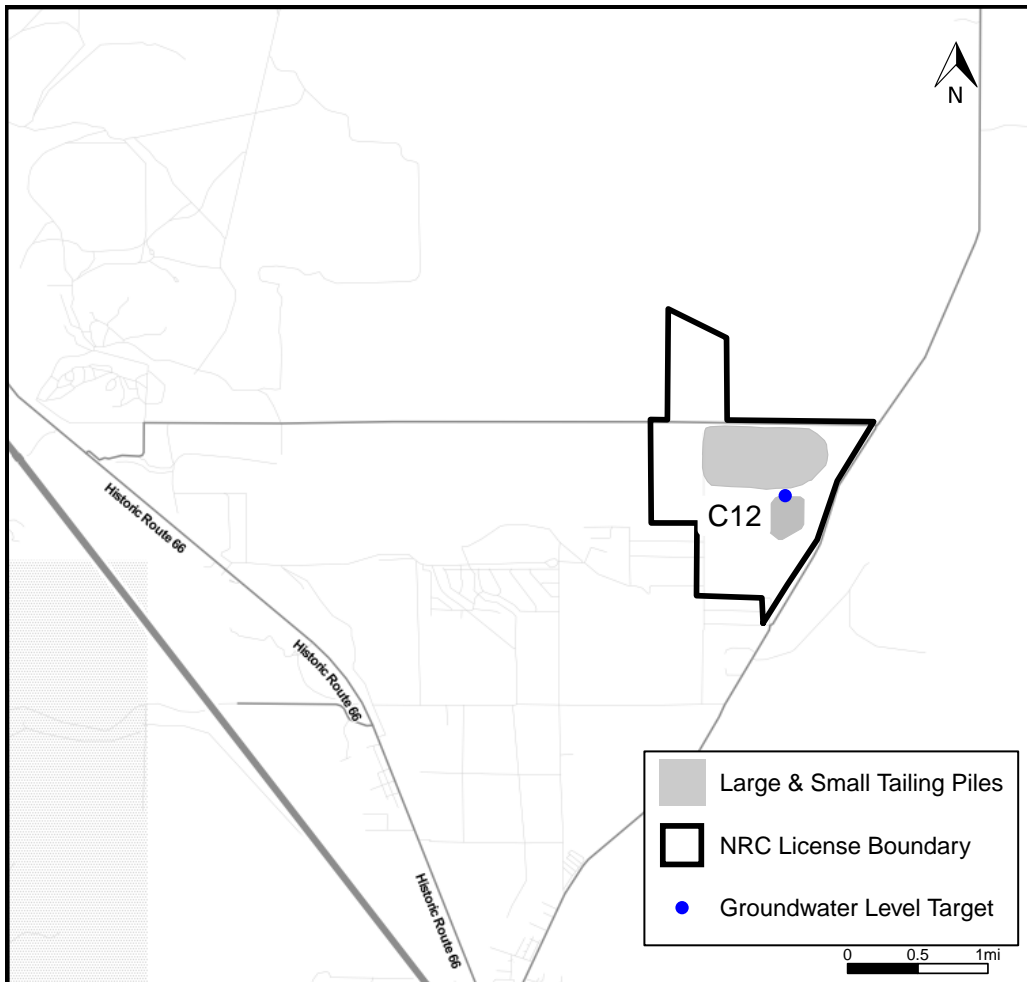 N
C12
Historic Route 66
Historic Route 66
Historic Route 66
Large & Small Tailing Piles
NRC License Boundary
Groundwater Level Target
0 0.5 1mi